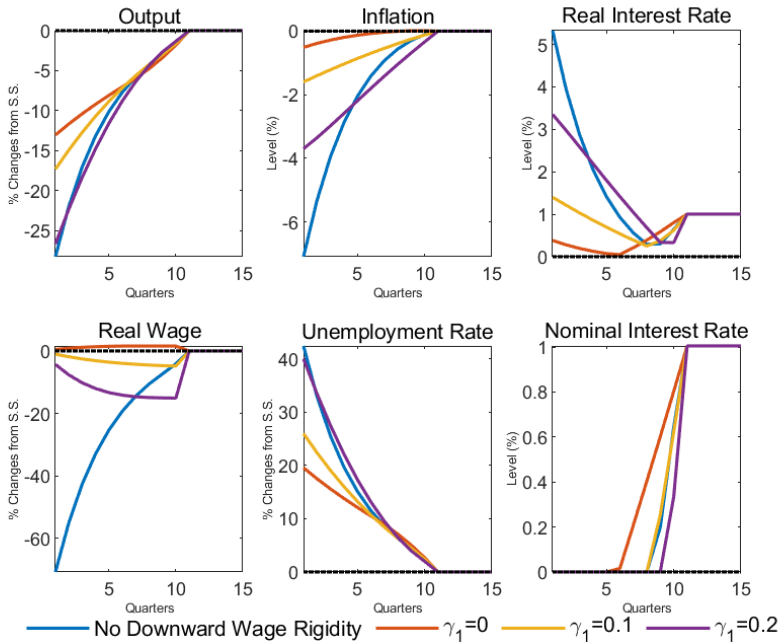 Output
Inflation
Real Interest Rate
% Changes from S.S.
0
-5
-10
-15
-20
-25
5
10
15
Quarters
Level (%)
0
-2
-4
-6
5
10
15
Quarters
5
4
3
2
1
0
5
10
15
Quarters
Real Wage
Unemployment Rate
Nominal Interest Rate
% Changes from S.S.
0
-20
-40
-60
5
10
15
Quarters
% Changes from S.S.
40
30
20
10
0
5
10
15
Quarters
Level (%)
1
0.8
0.6
0.4
0.2
0
5
10
15
Quarters
No Downward Wage Rigidity γ₁=0 γ₁=0.1 γ₁=0.2